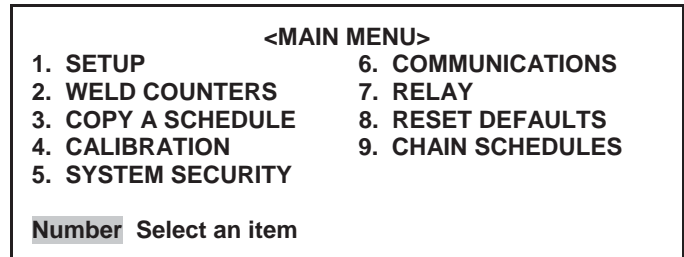 <MAIN MENU>
1. SETUP 6. COMMUNICATIONS
2. WELD COUNTERS 7. RELAY
3. COPY A SCHEDULE 8. RESET DEFAULTS
4. CALIBRATION 9. CHAIN SCHEDULES
5. SYSTEM SECURITY
Number Select an item